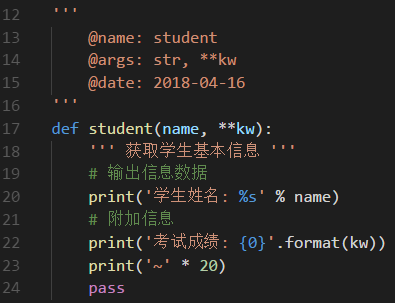 12 '''
13     @name: student
14     @args: str, **kw
15     @date: 2018-04-16
16 '''
17 def student(name, **kw):
18     ''' 获取学生基本信息 '''
19     # 输出信息数据
20     print('学生姓名: %s' % name)
21     # 附加信息
22     print('考试成绩: {0}'.format(kw))
23     print('~' * 20)
24     pass